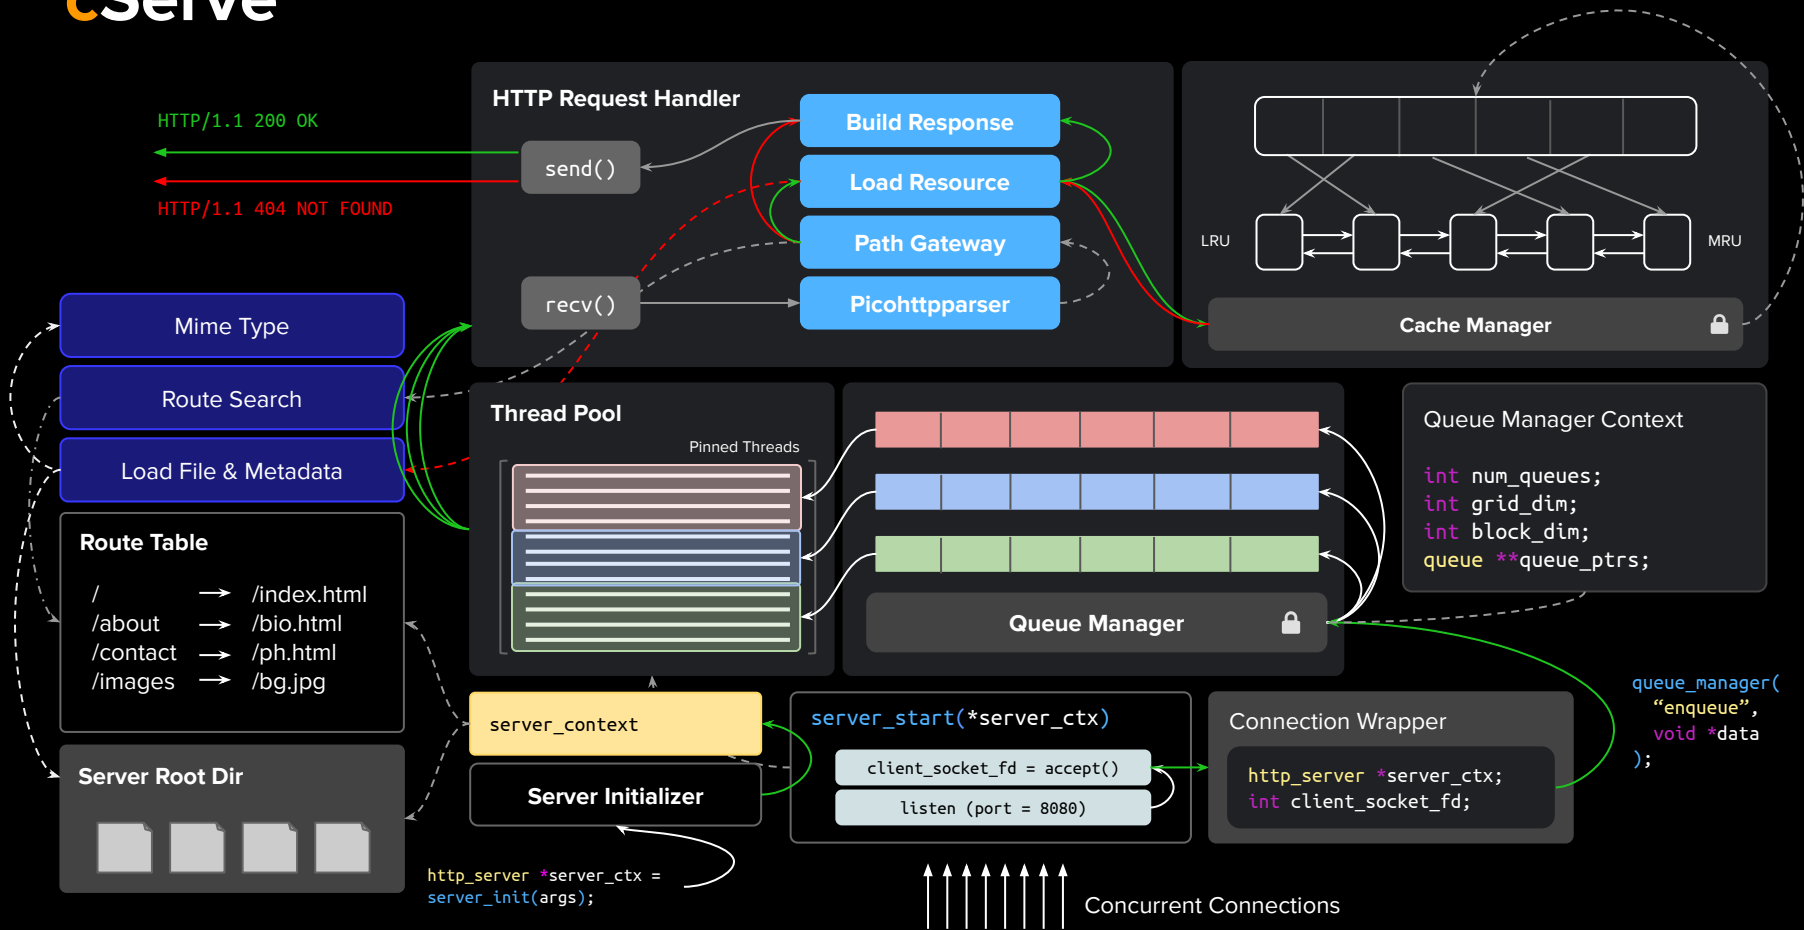 cServe
HTTP/1.1 200 OK
HTTP/1.1 404 NOT FOUND
HTTP Request Handler
send()
recv()
Build Response
Load Resource
Path Gateway
Picohttpparser
LRU
MRU
Cache Manager
Mime Type
Route Search
Load File & Metadata
Route Table
/ → /index.html
/about → /bio.html
/contact → /ph.html
/images → /bg.jpg
Server Root Dir
Thread Pool
Pinned Threads
Queue Manager
Queue Manager Context
int num_queues;
int grid_dim;
int block_dim;
queue **queue_ptrs;
server_context
Server Initializer
http_server *server_ctx =
server_init(args);
server_start(*server_ctx)
client_socket_fd = accept()
listen (port = 8080)
Connection Wrapper
http_server *server_ctx;
int client_socket_fd;
queue_manager(
“enqueue”,
void *data
);
Concurrent Connections